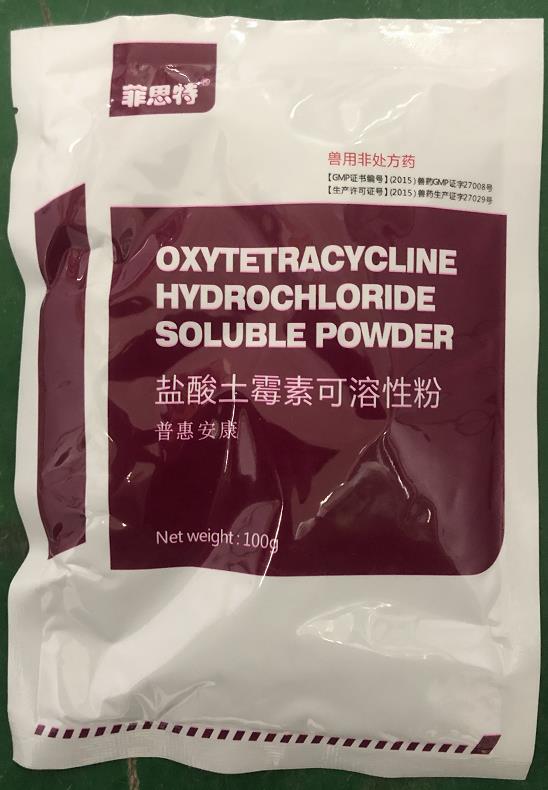 菲思特®
兽用非处方药
【GMP证书编号】(2015)兽药GMP证字27008号
【生产许可证号】(2015)兽药生产证字27029号
OXYTETRACYCLINE
HYDROCHLORIDE
SOLUBLE POWDER
盐酸土霉素可溶性粉
普惠安康
Net weight:100g